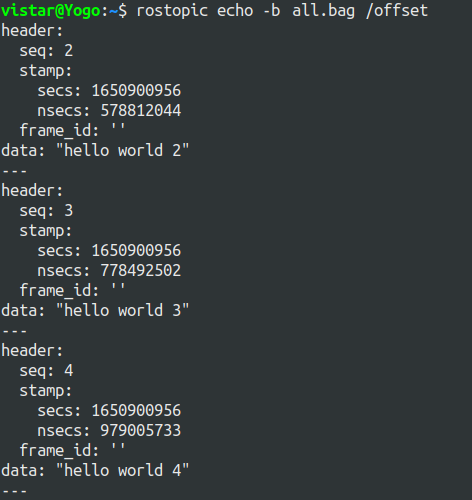 vistar@Yogo:~$ rostopic echo -b all.bag /offset
header:
  seq: 2
  stamp:
    secs: 1650900956
    nsecs: 578812044
  frame_id: ''
data: "hello world 2"
---
header:
  seq: 3
  stamp:
    secs: 1650900956
    nsecs: 778492502
  frame_id: ''
data: "hello world 3"
---
header:
  seq: 4
  stamp:
    secs: 1650900956
    nsecs: 979005733
  frame_id: ''
data: "hello world 4"
---